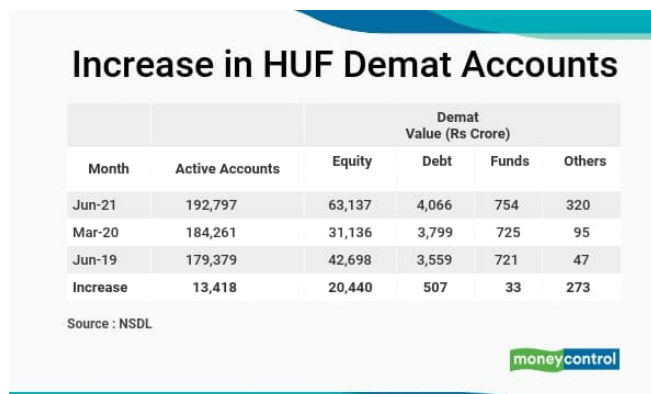 Increase in HUF Demat Accounts
Demat
Value (Rs Crore)
Month Active Accounts Equity Debt Funds Others
Jun-21 192,797 63,137 4,066 754 320
Mar-20 184,261 31,136 3,799 725 95
Jun-19 179,379 42,698 3,559 721 47
Increase 13,418 20,440 507 33 273
Source : NSDL
moneycontrol